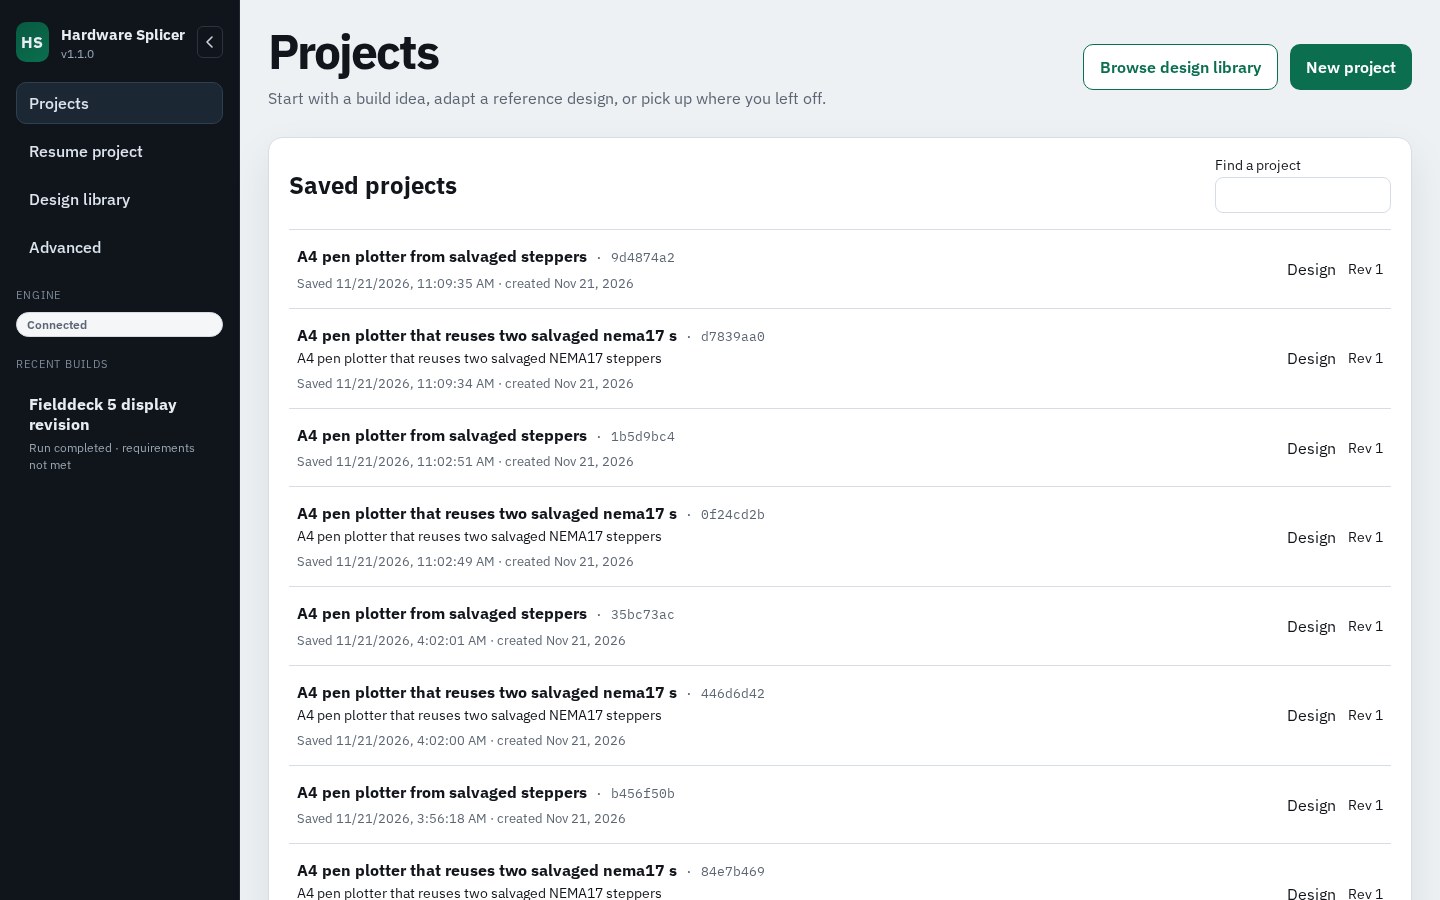 HS
Hardware Splicer
v1.1.0
Projects
Resume project
Design library
Advanced
ENGINE
Connected
RECENT BUILDS
Fielddeck 5 display
revision
Run completed · requirements
not met
Projects
Start with a build idea, adapt a reference design, or pick up where you left off.
Browse design library
New project
Saved projects
Find a project
A4 pen plotter from salvaged steppers · 9d4874a2
Saved 11/21/2026, 11:09:35 AM · created Nov 21, 2026
Design Rev 1
A4 pen plotter that reuses two salvaged nema17 s · d7839aa0
A4 pen plotter that reuses two salvaged NEMA17 steppers
Saved 11/21/2026, 11:09:34 AM · created Nov 21, 2026
Design Rev 1
A4 pen plotter from salvaged steppers · 1b5d9bc4
Saved 11/21/2026, 11:02:51 AM · created Nov 21, 2026
Design Rev 1
A4 pen plotter that reuses two salvaged nema17 s · 0f24cd2b
A4 pen plotter that reuses two salvaged NEMA17 steppers
Saved 11/21/2026, 11:02:49 AM · created Nov 21, 2026
Design Rev 1
A4 pen plotter from salvaged steppers · 35bc73ac
Saved 11/21/2026, 4:02:01 AM · created Nov 21, 2026
Design Rev 1
A4 pen plotter that reuses two salvaged nema17 s · 446d6d42
A4 pen plotter that reuses two salvaged NEMA17 steppers
Saved 11/21/2026, 4:02:00 AM · created Nov 21, 2026
Design Rev 1
A4 pen plotter from salvaged steppers · b456f50b
Saved 11/21/2026, 3:56:18 AM · created Nov 21, 2026
Design Rev 1
A4 pen plotter that reuses two salvaged nema17 s · 84e7b469
A4 pen plotter that reuses two salvaged NEMA17 steppers
Design Rev 1